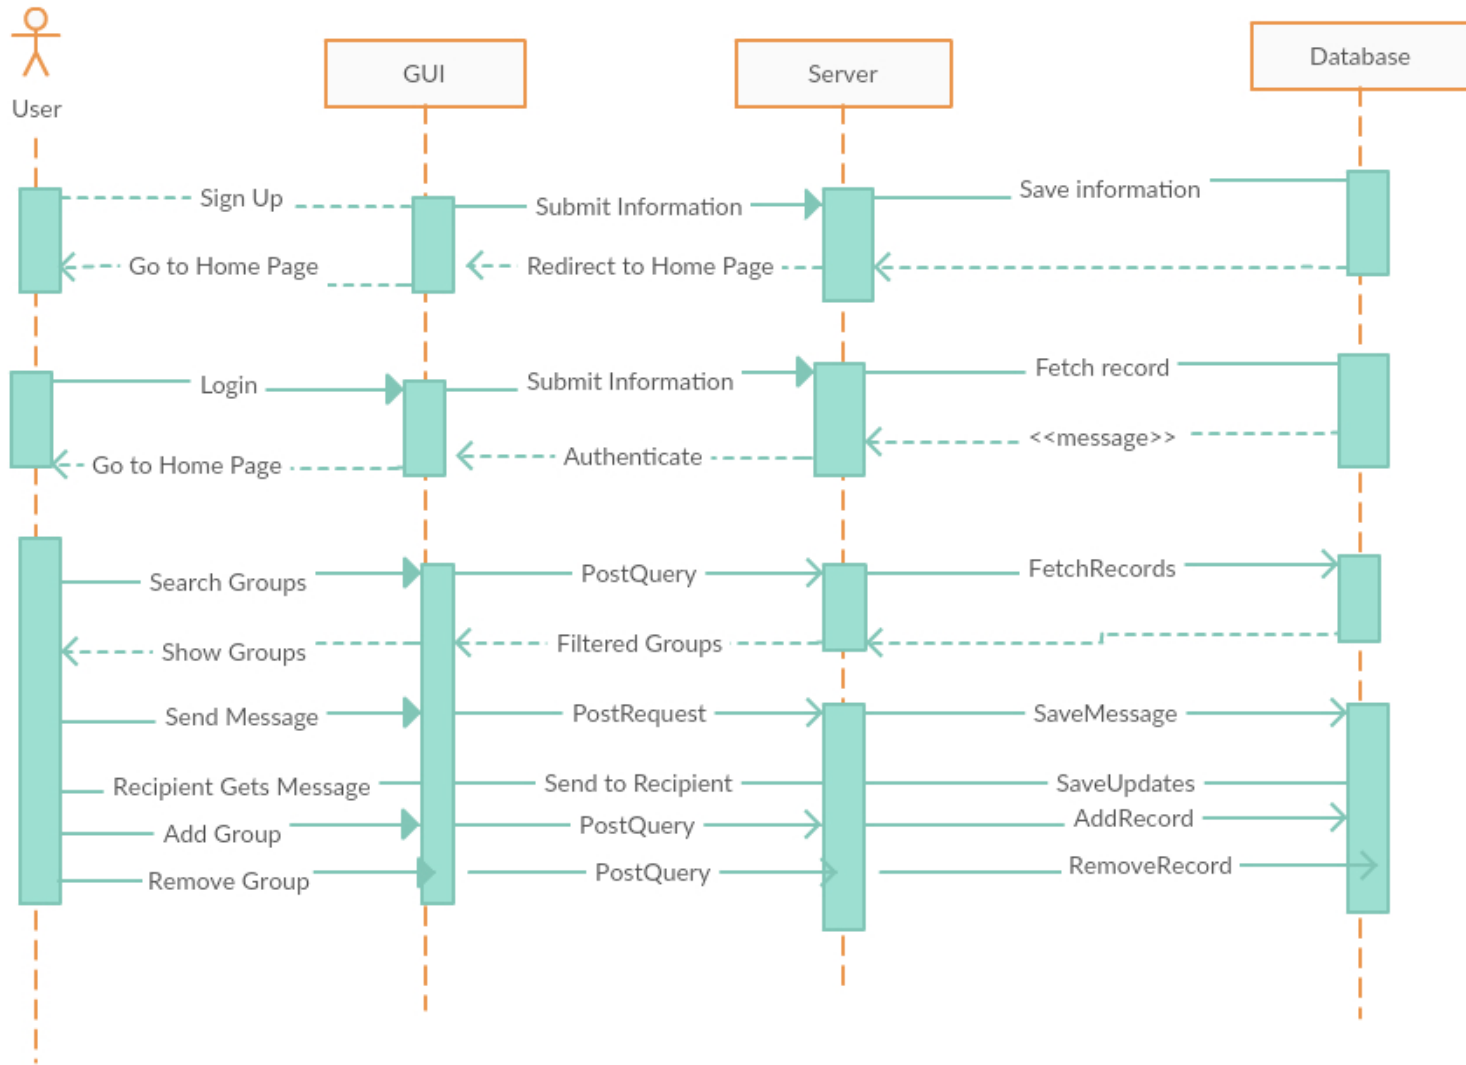 User
GUI
Server
Database
Sign Up
Submit Information
Save information
Go to Home Page
Redirect to Home Page
Login
Submit Information
Fetch record
Go to Home Page
Authenticate
<<message>>
Search Groups
PostQuery
FetchRecords
Show Groups
Filtered Groups
Send Message
PostRequest
SaveMessage
Recipient Gets Message
Send to Recipient
SaveUpdates
Add Group
PostQuery
AddRecord
Remove Group
PostQuery
RemoveRecord